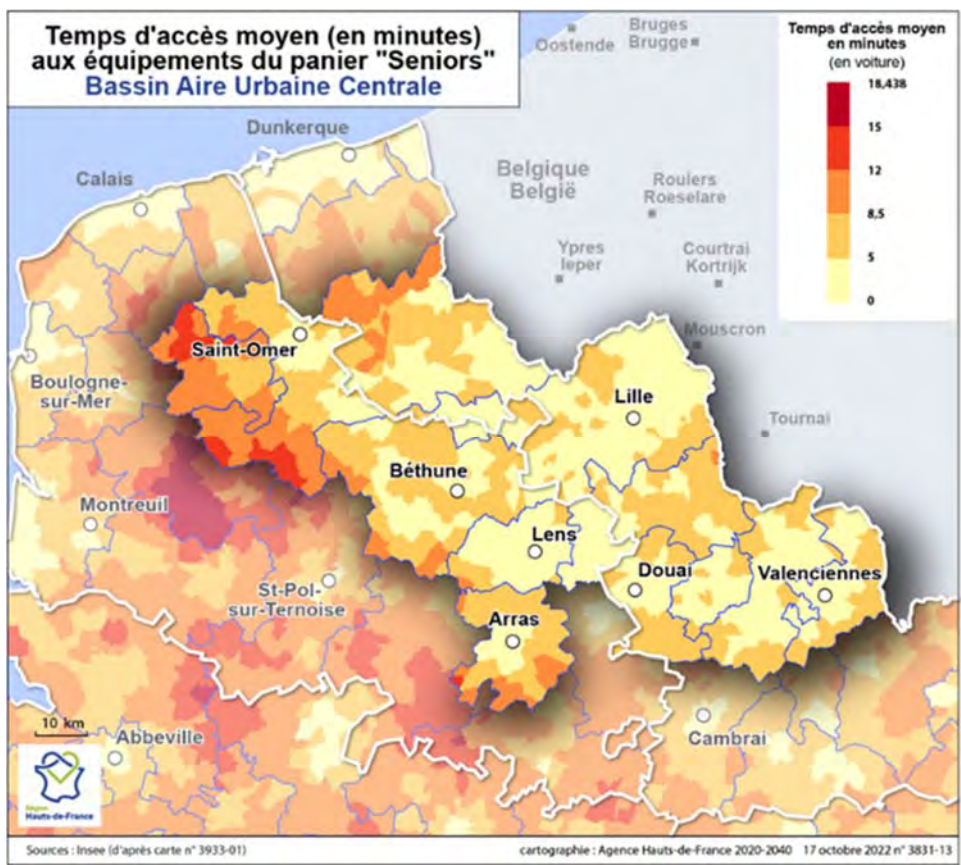 Temps d'accès moyen (en minutes)
aux équipements du panier "Seniors"
Bassin Aire Urbaine Centrale
Temps d'accès moyen
en minutes
(en voiture)
18,438
15
12
8,5
5
0
Bruges
Brugge
Oostende
Dunkerque
Calais
Belgique
België
Roulers
Roeselare
Ypres
Ieper
Courtrai
Kortrijk
Mouscron
Saint-Omer
Boulogne-
sur-Mer
Lille
Tournai
Béthune
Montreuil
Lens
Douai
Valenciennes
St-Pol-
sur-Ternoise
Arras
10 km
Abbeville
Cambrai
Région
Hauts-de-France
Sources : Insee (d'après carte n° 3933-01)
cartographie : Agence Hauts-de-France 2020-2040 17 octobre 2022 n° 3831-13